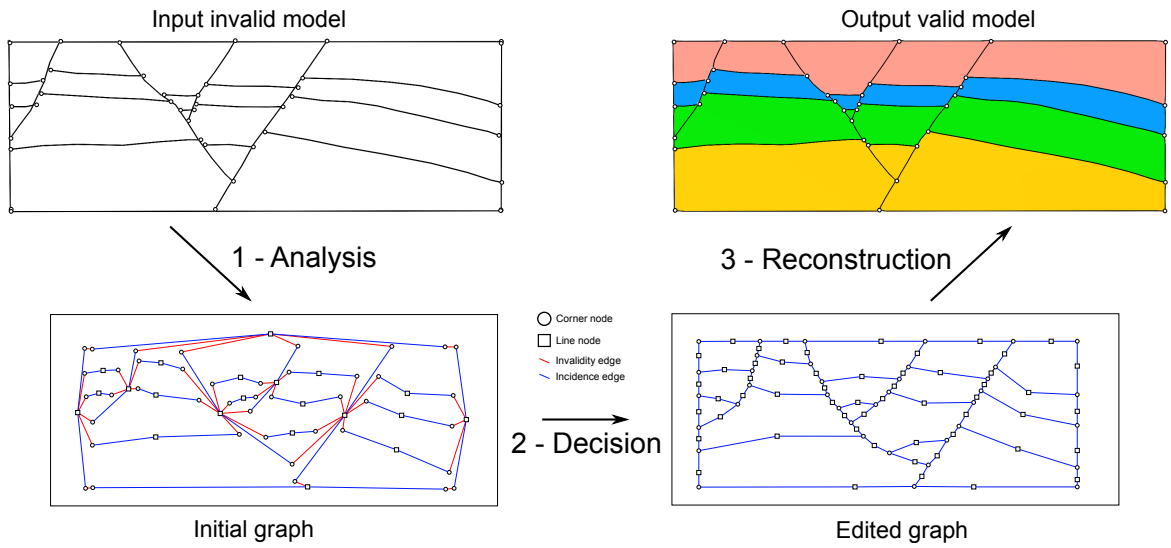 Input invalid model
Output valid model
1 - Analysis
3 - Reconstruction
Corner node
Line node
Invalidity edge
Incidence edge
2 - Decision
Initial graph
Edited graph